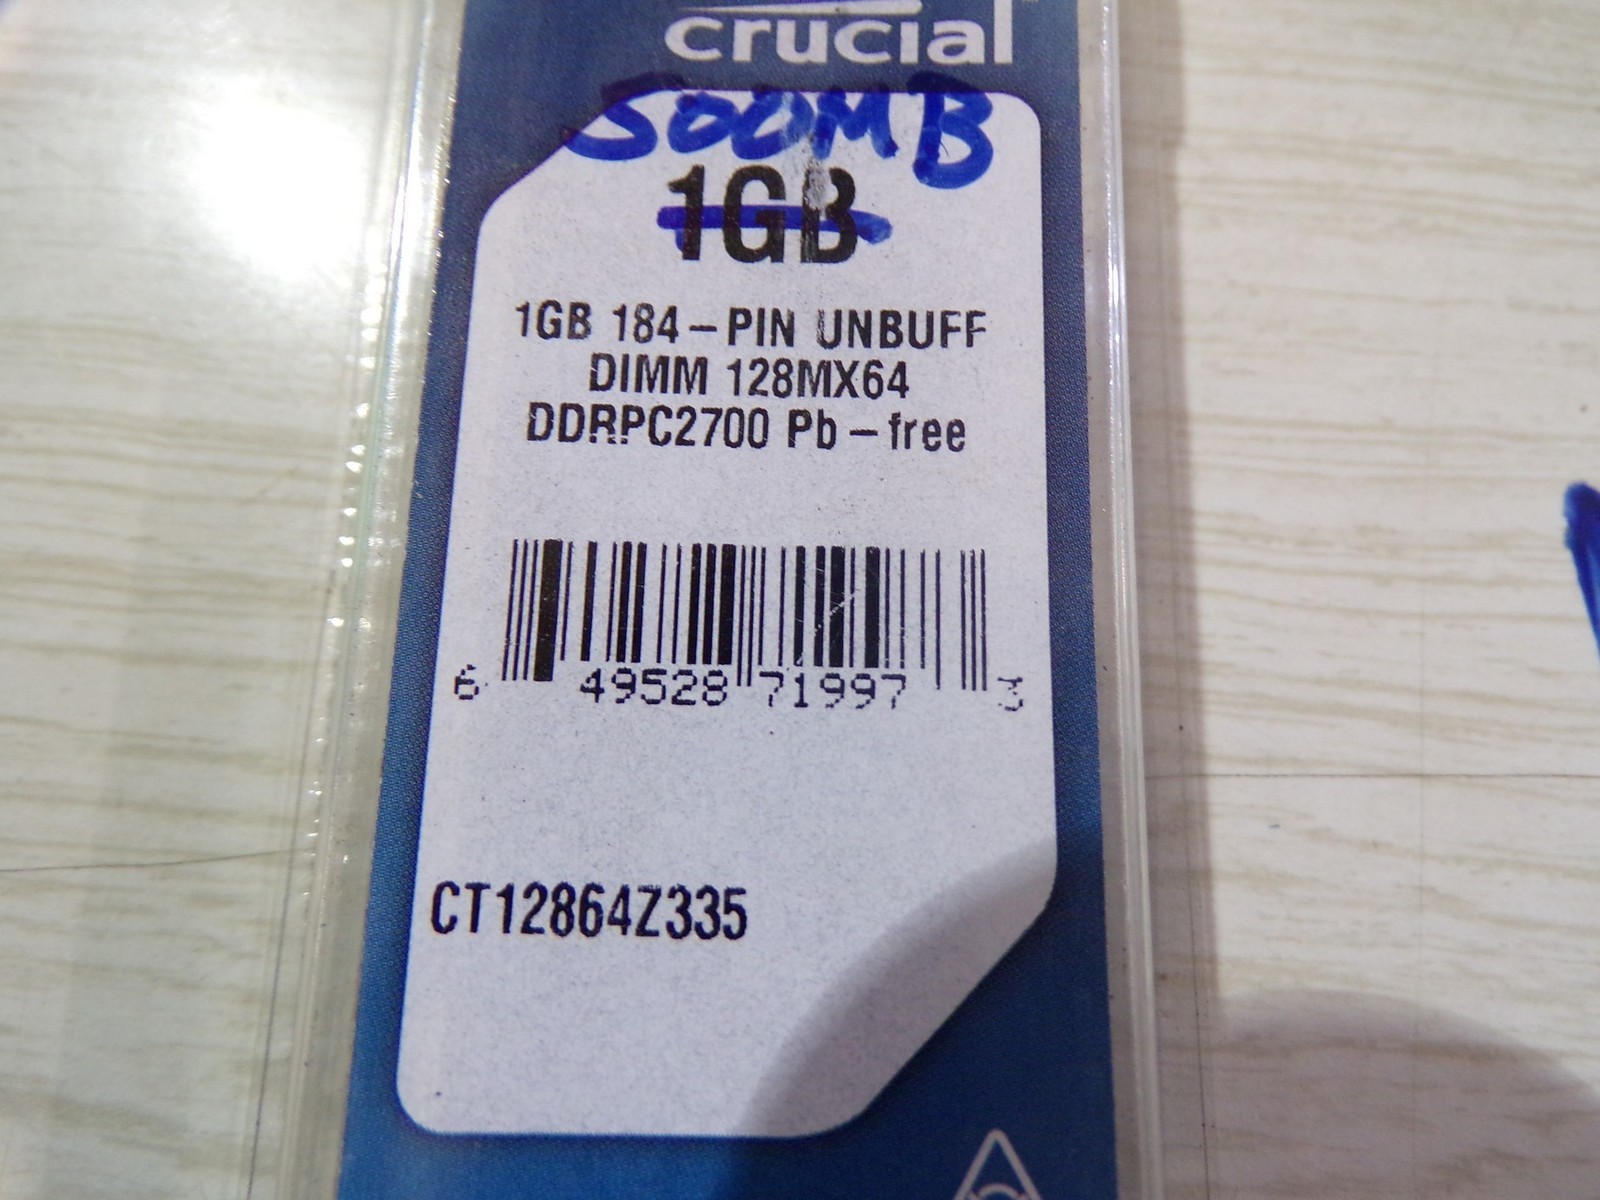 crucial
500MB
1GB
1GB 184-PIN UNBUFF
DIMM 128MX64
DDRPC2700 Pb-free
6 49528 71997 3
CT12864Z335